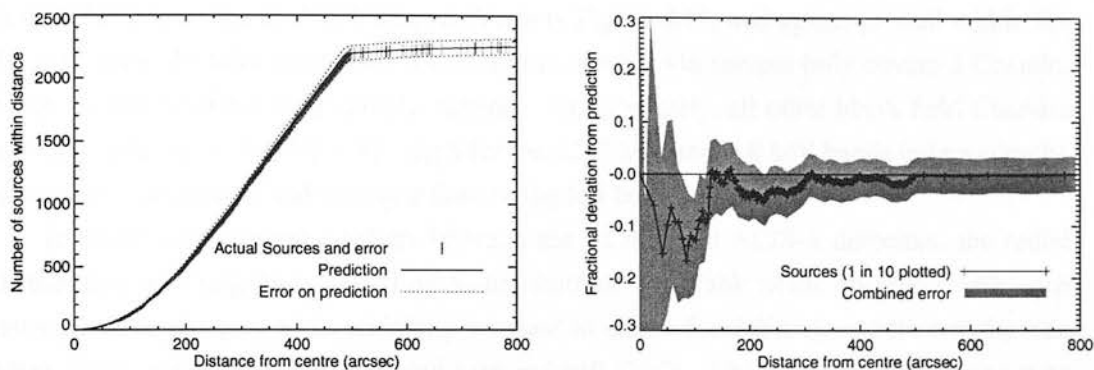 2500
2000
1500
1000
500
0
Number of sources within distance
Actual Sources and error
Prediction
Error on prediction
0 200 400 600 800
Distance from centre (arcsec)
0.3
0.2
0.1
-0.0
-0.1
-0.2
-0.3
Fractional deviation from prediction
Sources (1 in 10 plotted)
Combined error
0 200 400 600 800
Distance from centre (arcsec)